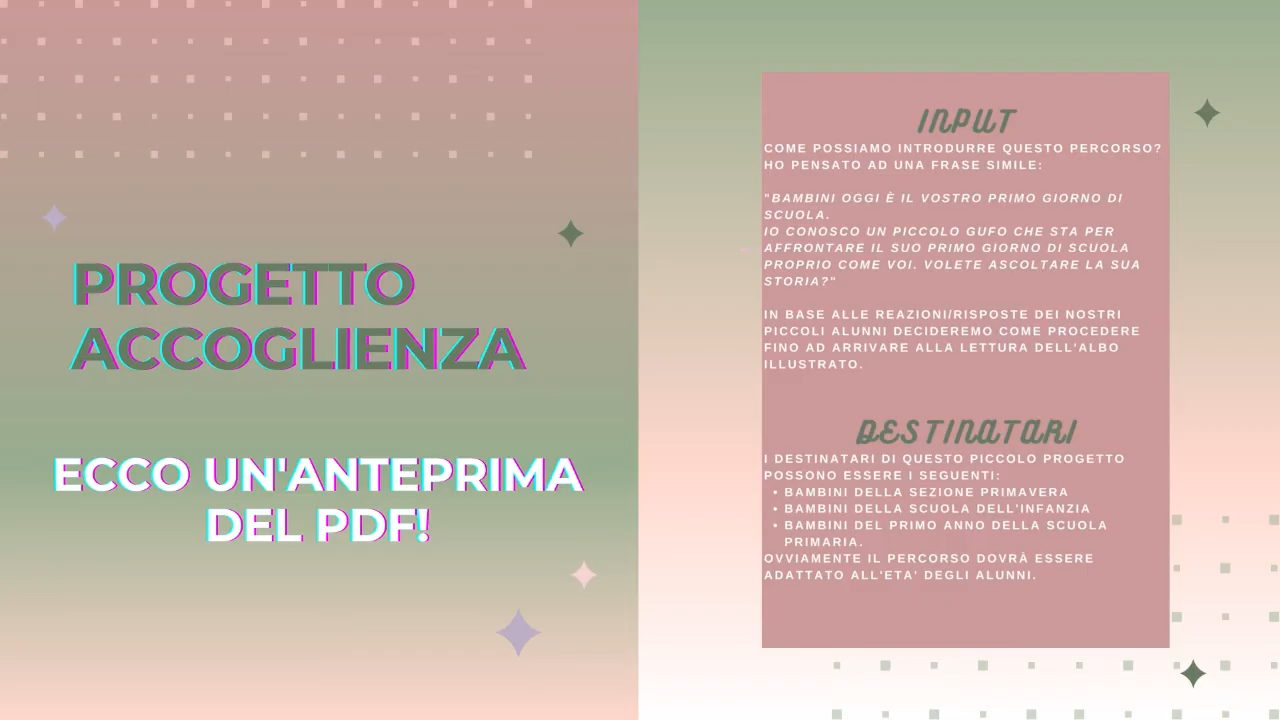 PROGETTO
ACCOGLIENZA
ECCO UN'ANTEPRIMA
DEL PDF!
INPUT
COME POSSIAMO INTRODURRE QUESTO PERCORSO?
HO PENSATO AD UNA FRASE SIMILE:
"BAMBINI OGGI È IL VOSTRO PRIMO GIORNO DI
SCUOLA.
IO CONOSCO UN PICCOLO GUFO CHE STA PER
AFFRONTARE IL SUO PRIMO GIORNO DI SCUOLA
PROPRIO COME VOI. VOLETE ASCOLTARE LA SUA
STORIA?"
IN BASE ALLE REAZIONI/RISPOSTE DEI NOSTRI
PICCOLI ALUNNI DECIDEREMO COME PROCEDERE
FINO AD ARRIVARE ALLA LETTURA DELL'ALBO
ILLUSTRATO.
DESTINATARI
I DESTINATARI DI QUESTO PICCOLO PROGETTO
POSSONO ESSERE I SEGUENTI:
• BAMBINI DELLA SEZIONE PRIMAVERA
• BAMBINI DELLA SCUOLA DELL'INFANZIA
• BAMBINI DEL PRIMO ANNO DELLA SCUOLA
PRIMARIA.
OVVIAMENTE IL PERCORSO DOVRÀ ESSERE
ADATTATO ALL'ETA' DEGLI ALUNNI.